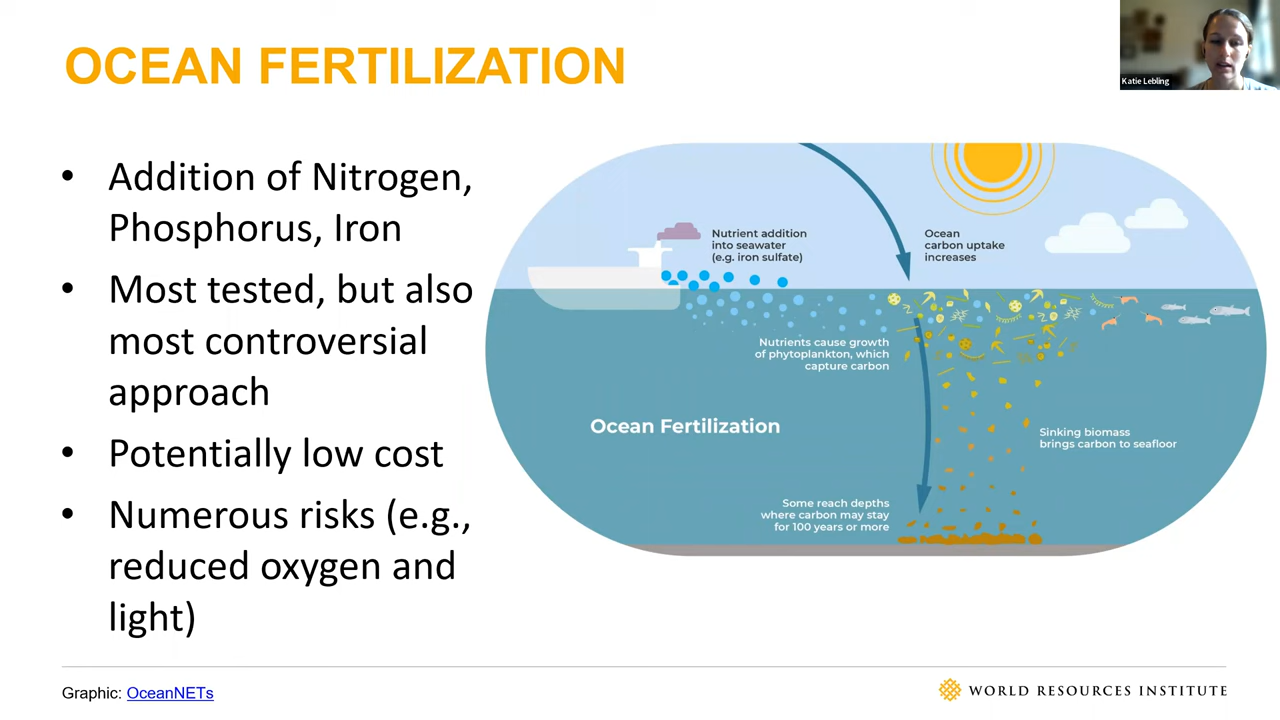 OCEAN FERTILIZATION
Katie Lebling
• Addition of Nitrogen,
Phosphorus, Iron
• Most tested, but also
most controversial
approach
• Potentially low cost
• Numerous risks (e.g.,
reduced oxygen and
light)
Nutrient addition
into seawater
(e.g. iron sulfate)
Ocean
carbon uptake
increases
Nutrients cause growth
of phytoplankton, which
capture carbon
Ocean Fertilization
Sinking biomass
brings carbon to seafloor
Some reach depths
where carbon may stay
for 100 years or more
Graphic: OceanNETs
WORLD RESOURCES INSTITUTE